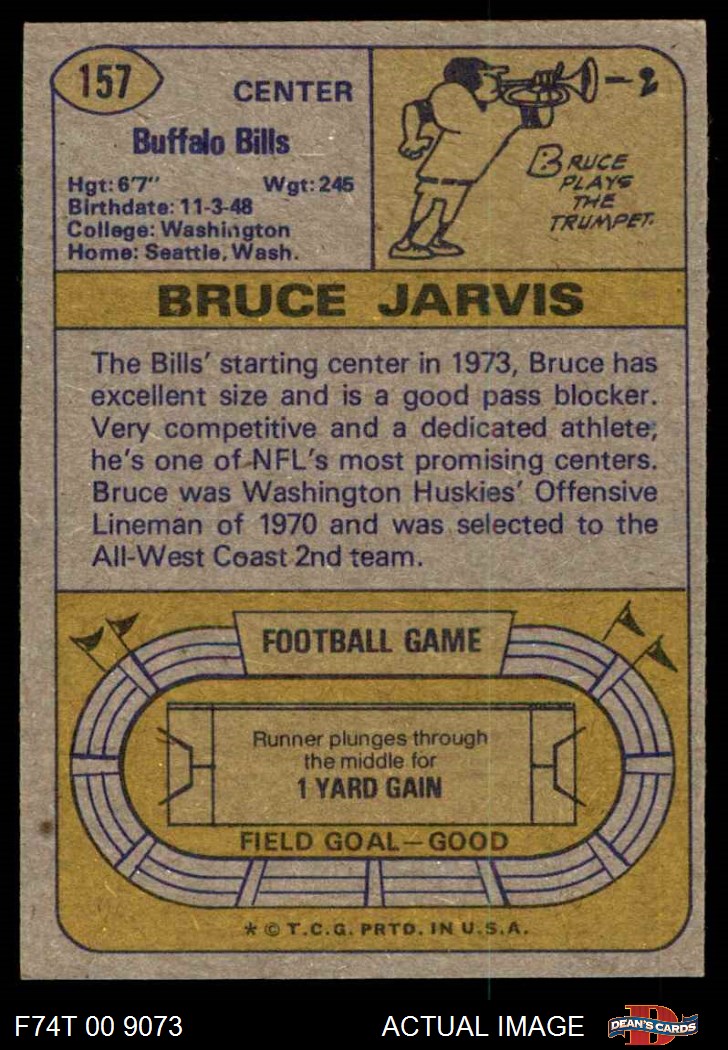 157
CENTER
Buffalo Bills
Hgt: 6'7" Wgt: 245
Birthdate: 11-3-48
College: Washington
Home: Seattle, Wash.
BRUCE
PLAYS
THE
TRUMPET.
BRUCE JARVIS
The Bills' starting center in 1973, Bruce has
excellent size and is a good pass blocker.
Very competitive and a dedicated athlete,
he's one of NFL's most promising centers.
Bruce was Washington Huskies' Offensive
Lineman of 1970 and was selected to the
All-West Coast 2nd team.
FOOTBALL GAME
Runner plunges through
the middle for
1 YARD GAIN
FIELD GOAL—GOOD
* © T.C.G. PRTD. IN U.S.A.
F74T 00 9073 ACTUAL IMAGE
DEAN'S CARDS